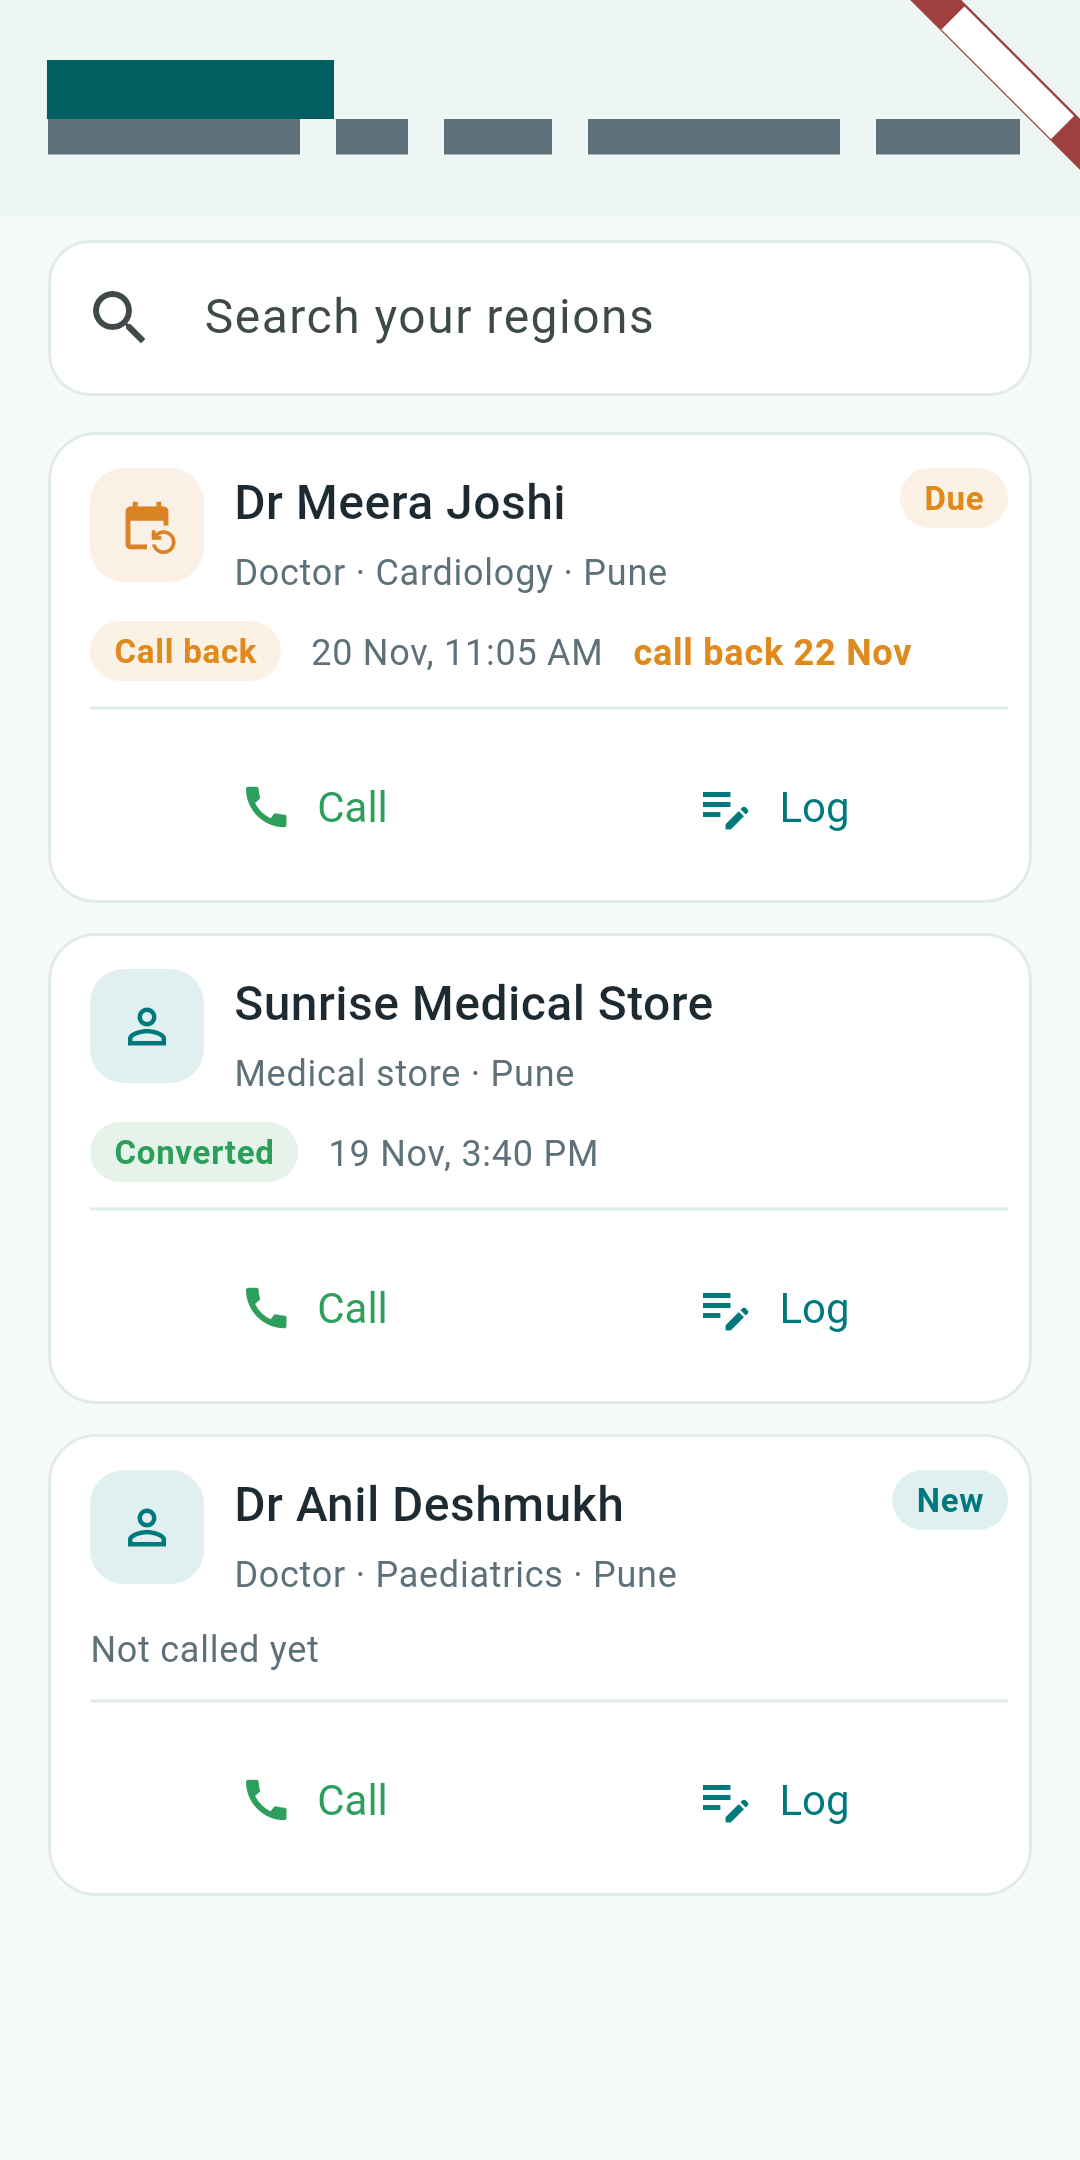 Search your regions
Dr Meera Joshi
Due
Doctor · Cardiology · Pune
Call back 20 Nov, 11:05 AM call back 22 Nov
Call Log
Sunrise Medical Store
Medical store · Pune
Converted 19 Nov, 3:40 PM
Call Log
Dr Anil Deshmukh
New
Doctor · Paediatrics · Pune
Not called yet
Call Log